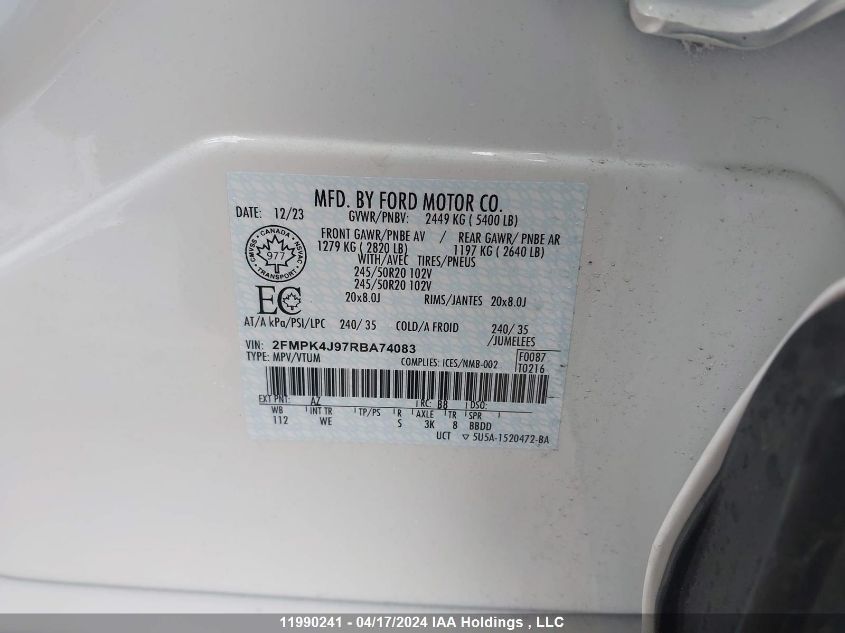 MFD. BY FORD MOTOR CO.
DATE: 12/23 GVWR/PNBV: 2449 KG ( 5400 LB)
FRONT GAWR/PNBE AV / REAR GAWR/ PNBE AR
1279 KG ( 2820 LB) 1197 KG ( 2640 LB)
WITH/AVEC TIRES/PNEUS
245/50R20 102V
245/50R20 102V
20x8.0J RIMS/JANTES 20x8.0J
CANADA
CMVSS NSVAC
977
TRANSPORT
EC
AT/A kPa/PSI/LPC 240/ 35 COLD/A FROID 240/ 35
/JUMELEES
VIN: 2FMPK4J97RBA74083
TYPE: MPV/VTUM COMPLIES: ICES/NMB-002
F0087
T0216
EXT PNT: AZ RC: B8 DSO:
WB INT TR TP/PS R AXLE TR SPR
112 WE S 3K 8 BBDD
UCT 5U5A-1520472-BA
11990241 - 04/17/2024 IAA Holdings , LLC